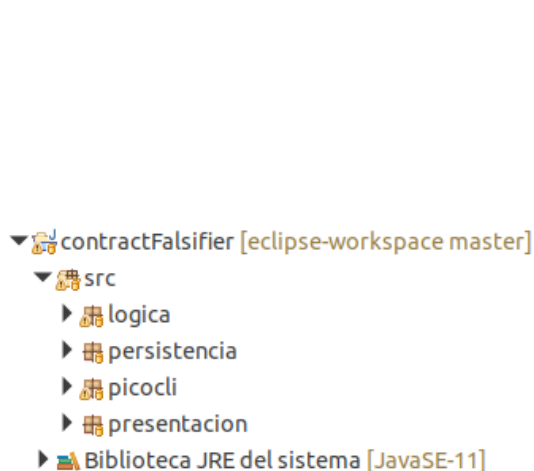 contractFalsifier [eclipse-workspace master]
src
logica
persistencia
picocli
presentacion
Biblioteca JRE del sistema [JavaSE-11]